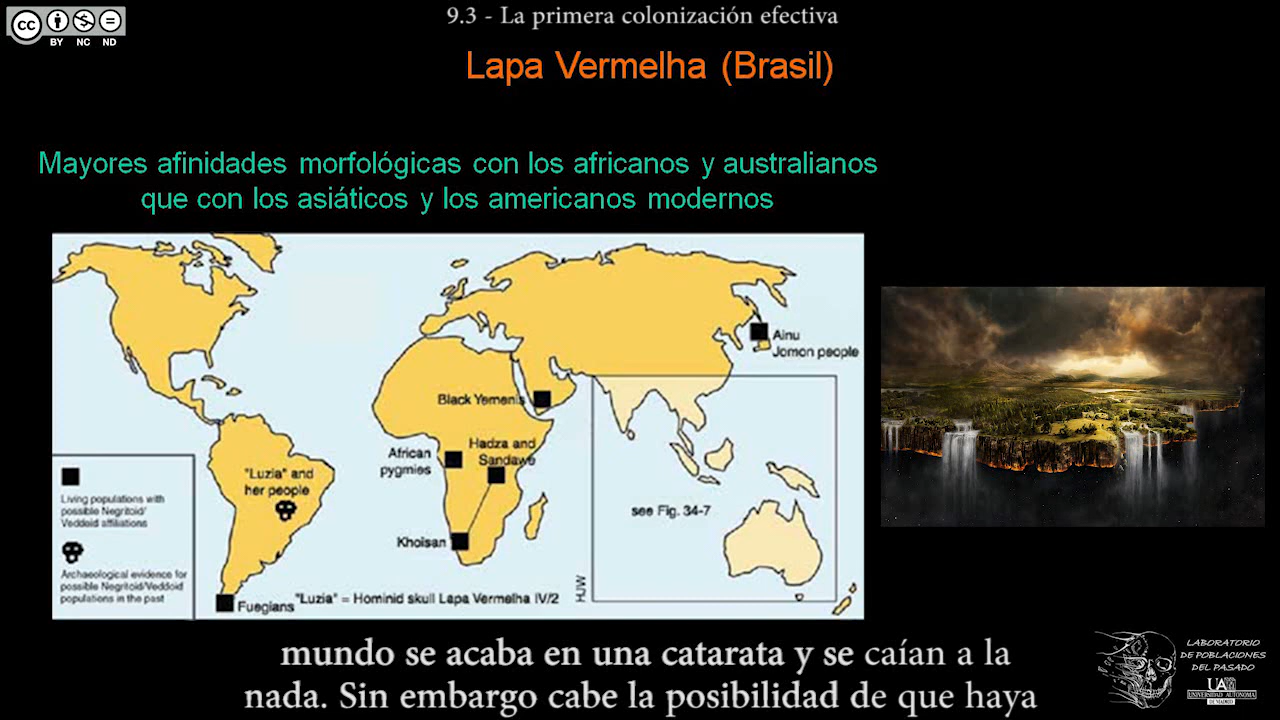 9.3 - La primera colonización efectiva
cc
BY NC ND
Lapa Vermelha (Brasil)
Mayores afinidades morfológicas con los africanos y australianos
que con los asiáticos y los americanos modernos
Ainu
Jomon people
Black Yemenis
Hadza and
Sandawe
African
pygmies
"Luzia" and
her people
Living populations with
possible Negritoid/
Veddoid affiliations
see Fig. 34-7
Khoisan
Archaeological evidence for
possible Negritoid/Veddoid
populations in the past
HJW
Fuegians
"Luzia" = Hominid skull Lapa Vermelha IV/2
mundo se acaba en una catarata y se caían a la
nada. Sin embargo cabe la posibilidad de que haya
LABORATORIO
DE POBLACIONES
DEL PASADO
UAM
UNIVERSIDAD AUTONOMA
DE MADRID